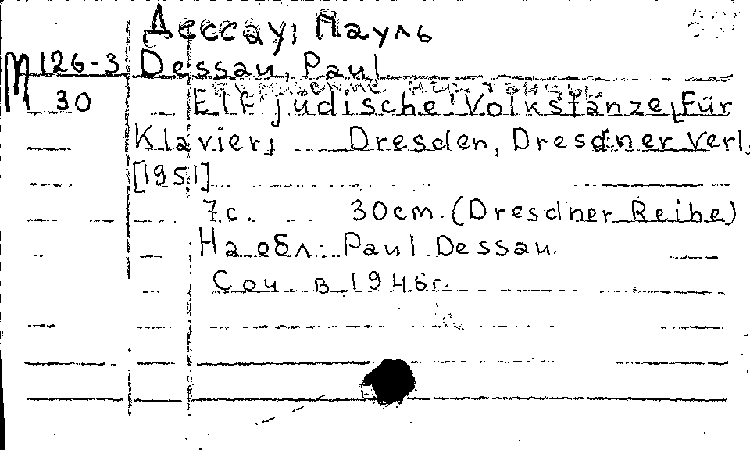 Дессау, Пауль
М 126-3 Dessau, Paul
30 Elf jüdische Volkstänze [Für
Klavier] Dresden, Dresdner Verl.
[1951]
7 с. 30 cm. (Dresdner Reihe)
На обл.: Paul Dessau.
Соч. в 1946 г.